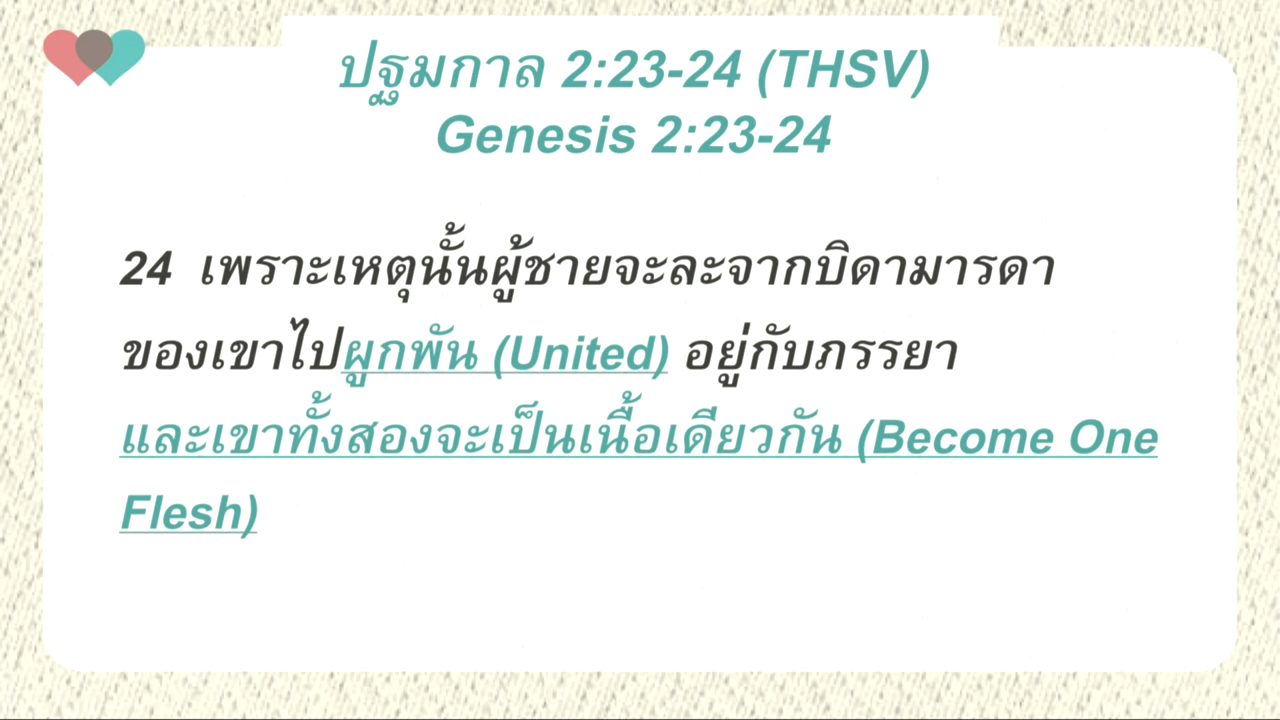 ปฐมกาล 2:23-24 (THSV)
Genesis 2:23-24
24 เพราะเหตุนั้นผู้ชายจะละจากบิดามารดา
ของเขาไปผูกพัน (United) อยู่กับภรรยา
และเขาทั้งสองจะเป็นเนื้อเดียวกัน (Become One
Flesh)